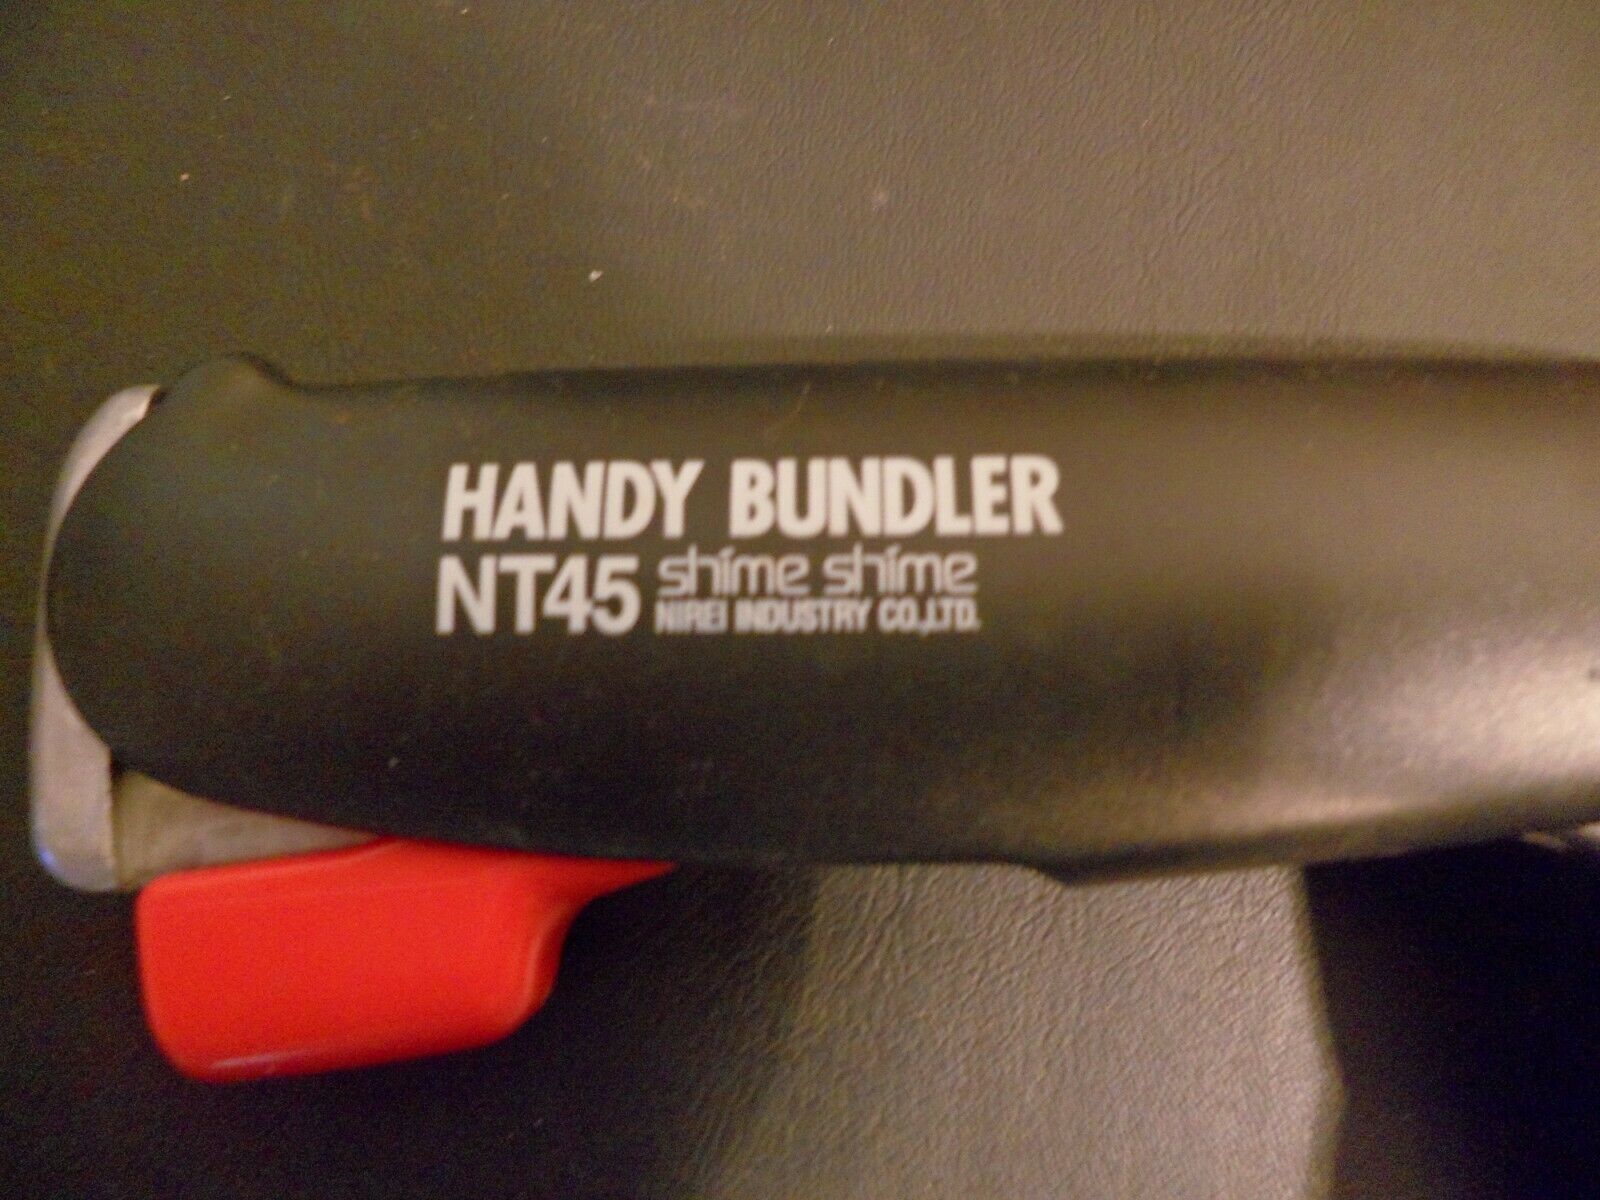 HANDY BUNDLER
NT45 shime shime
NIREI INDUSTRY CO.,LTD.